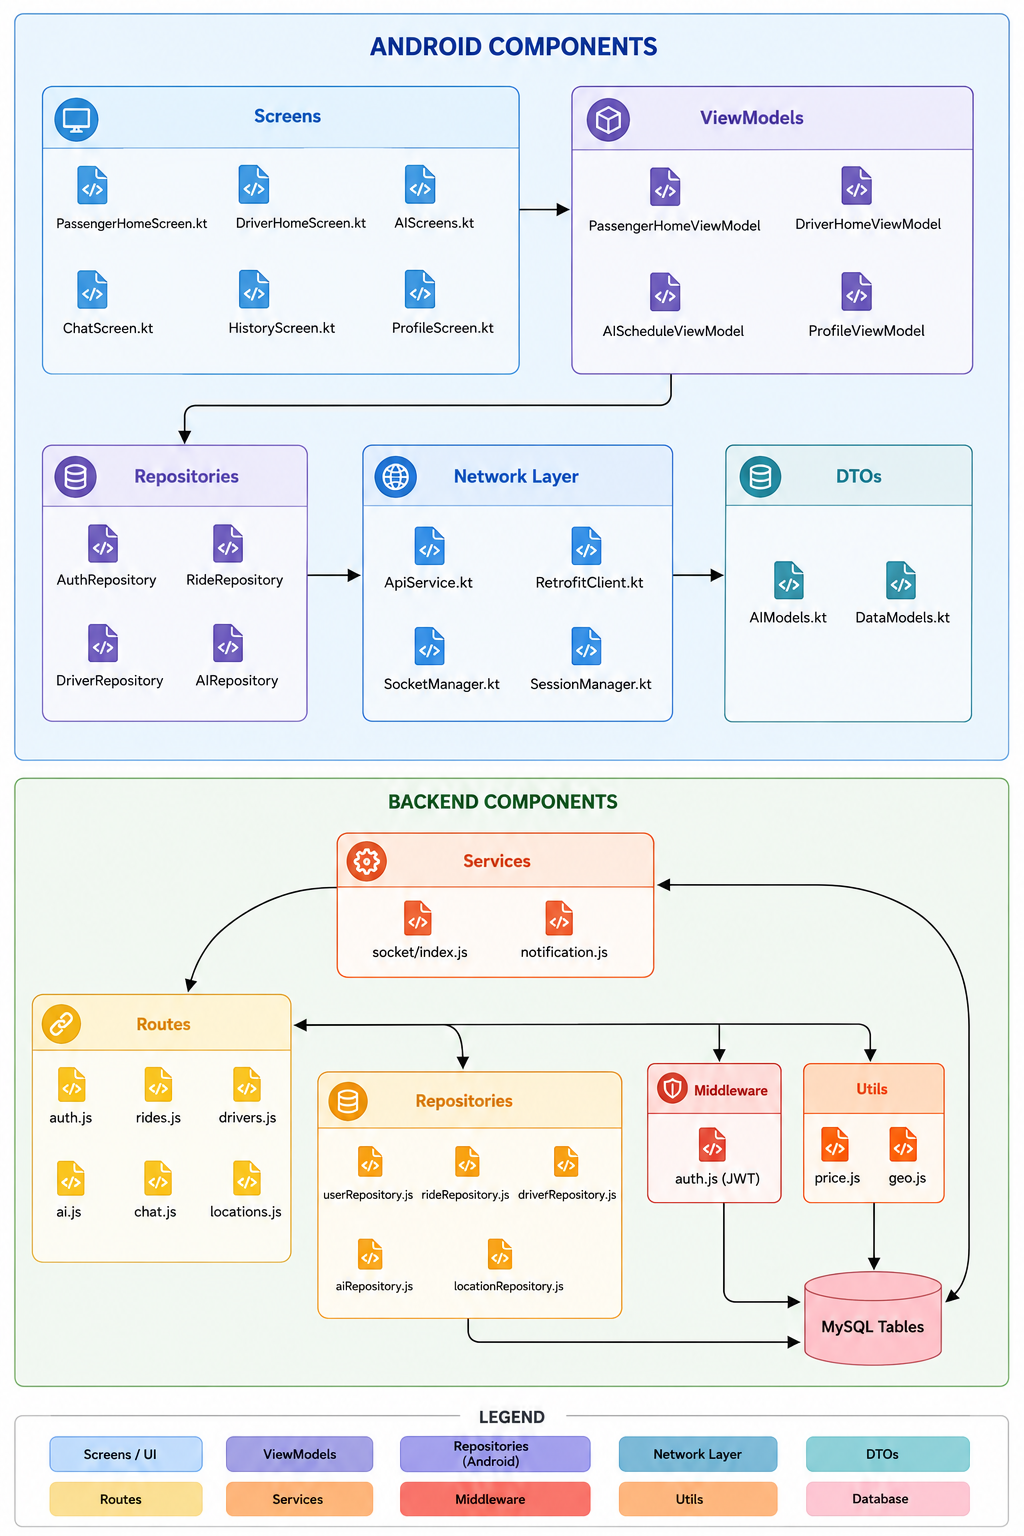 ANDROID COMPONENTS
Screens
PassengerHomeScreen.kt
DriverHomeScreen.kt
AIScreens.kt
ChatScreen.kt
HistoryScreen.kt
ProfileScreen.kt
ViewModels
PassengerHomeViewModel
DriverHomeViewModel
AIScheduleViewModel
ProfileViewModel
Repositories
AuthRepository
RideRepository
DriverRepository
AIRepository
Network Layer
ApiService.kt
RetrofitClient.kt
SocketManager.kt
SessionManager.kt
DTOs
AIModels.kt
DataModels.kt
BACKEND COMPONENTS
Services
socket/index.js
notification.js
Routes
auth.js
rides.js
drivers.js
ai.js
chat.js
locations.js
Repositories
userRepository.js
rideRepository.js
drivefRepository.js
aiRepository.js
locationRepository.js
Middleware
auth.js (JWT)
Utils
price.js
geo.js
MySQL Tables
LEGEND
Screens / UI
ViewModels
Repositories
(Android)
Network Layer
DTOs
Routes
Services
Middleware
Utils
Database